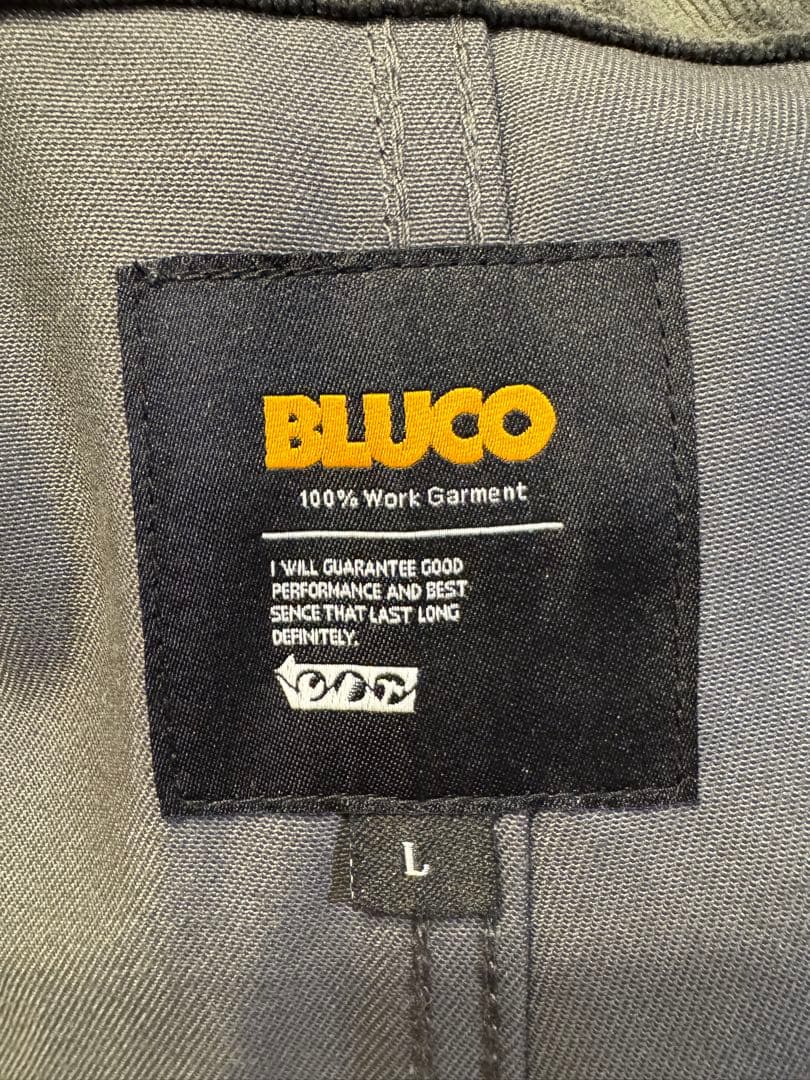 BLUCO
100% Work Garment
I WILL GUARANTEE GOOD
PERFORMANCE AND BEST
SENCE THAT LAST LONG
DEFINITELY.
L